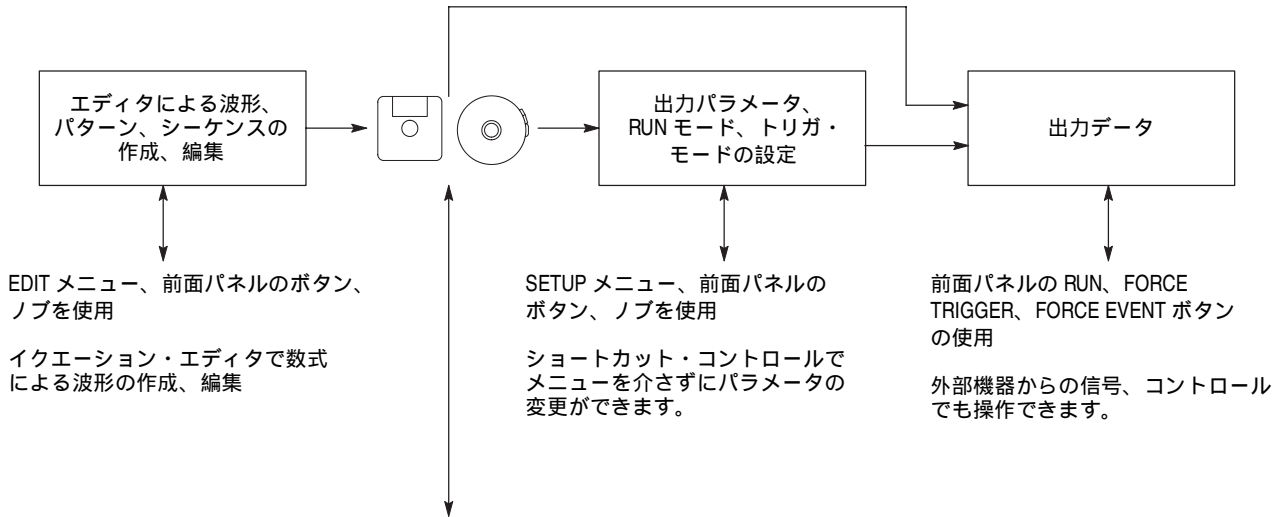 エディタによる波形、
パターン、シーケンスの
作成、編集
出力パラメータ、
RUN モード、トリガ・
モードの設定
出力データ
EDIT メニュー、前面パネルのボタン、
ノブを使用
イクエーション・エディタで数式
による波形の作成、編集
SETUP メニュー、前面パネルの
ボタン、ノブを使用
ショートカット・コントロールで
メニューを介さずにパラメータの
変更ができます。
前面パネルの RUN、FORCE
TRIGGER、FORCE EVENT ボタン
の使用
外部機器からの信号、コントロール
でも操作できます。